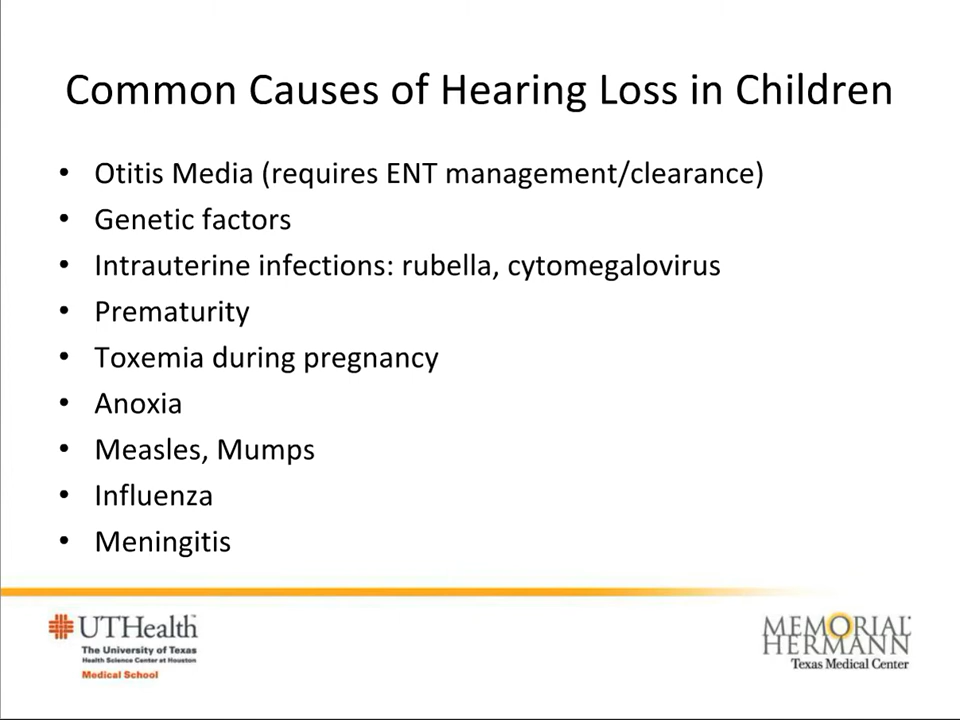 Common Causes of Hearing Loss in Children
• Otitis Media (requires ENT management/clearance)
• Genetic factors
• Intrauterine infections: rubella, cytomegalovirus
• Prematurity
• Toxemia during pregnancy
• Anoxia
• Measles, Mumps
• Influenza
• Meningitis
UTHealth
The University of Texas
Health Science Center at Houston
Medical School
MEMORIAL
HERMANN
Texas Medical Center